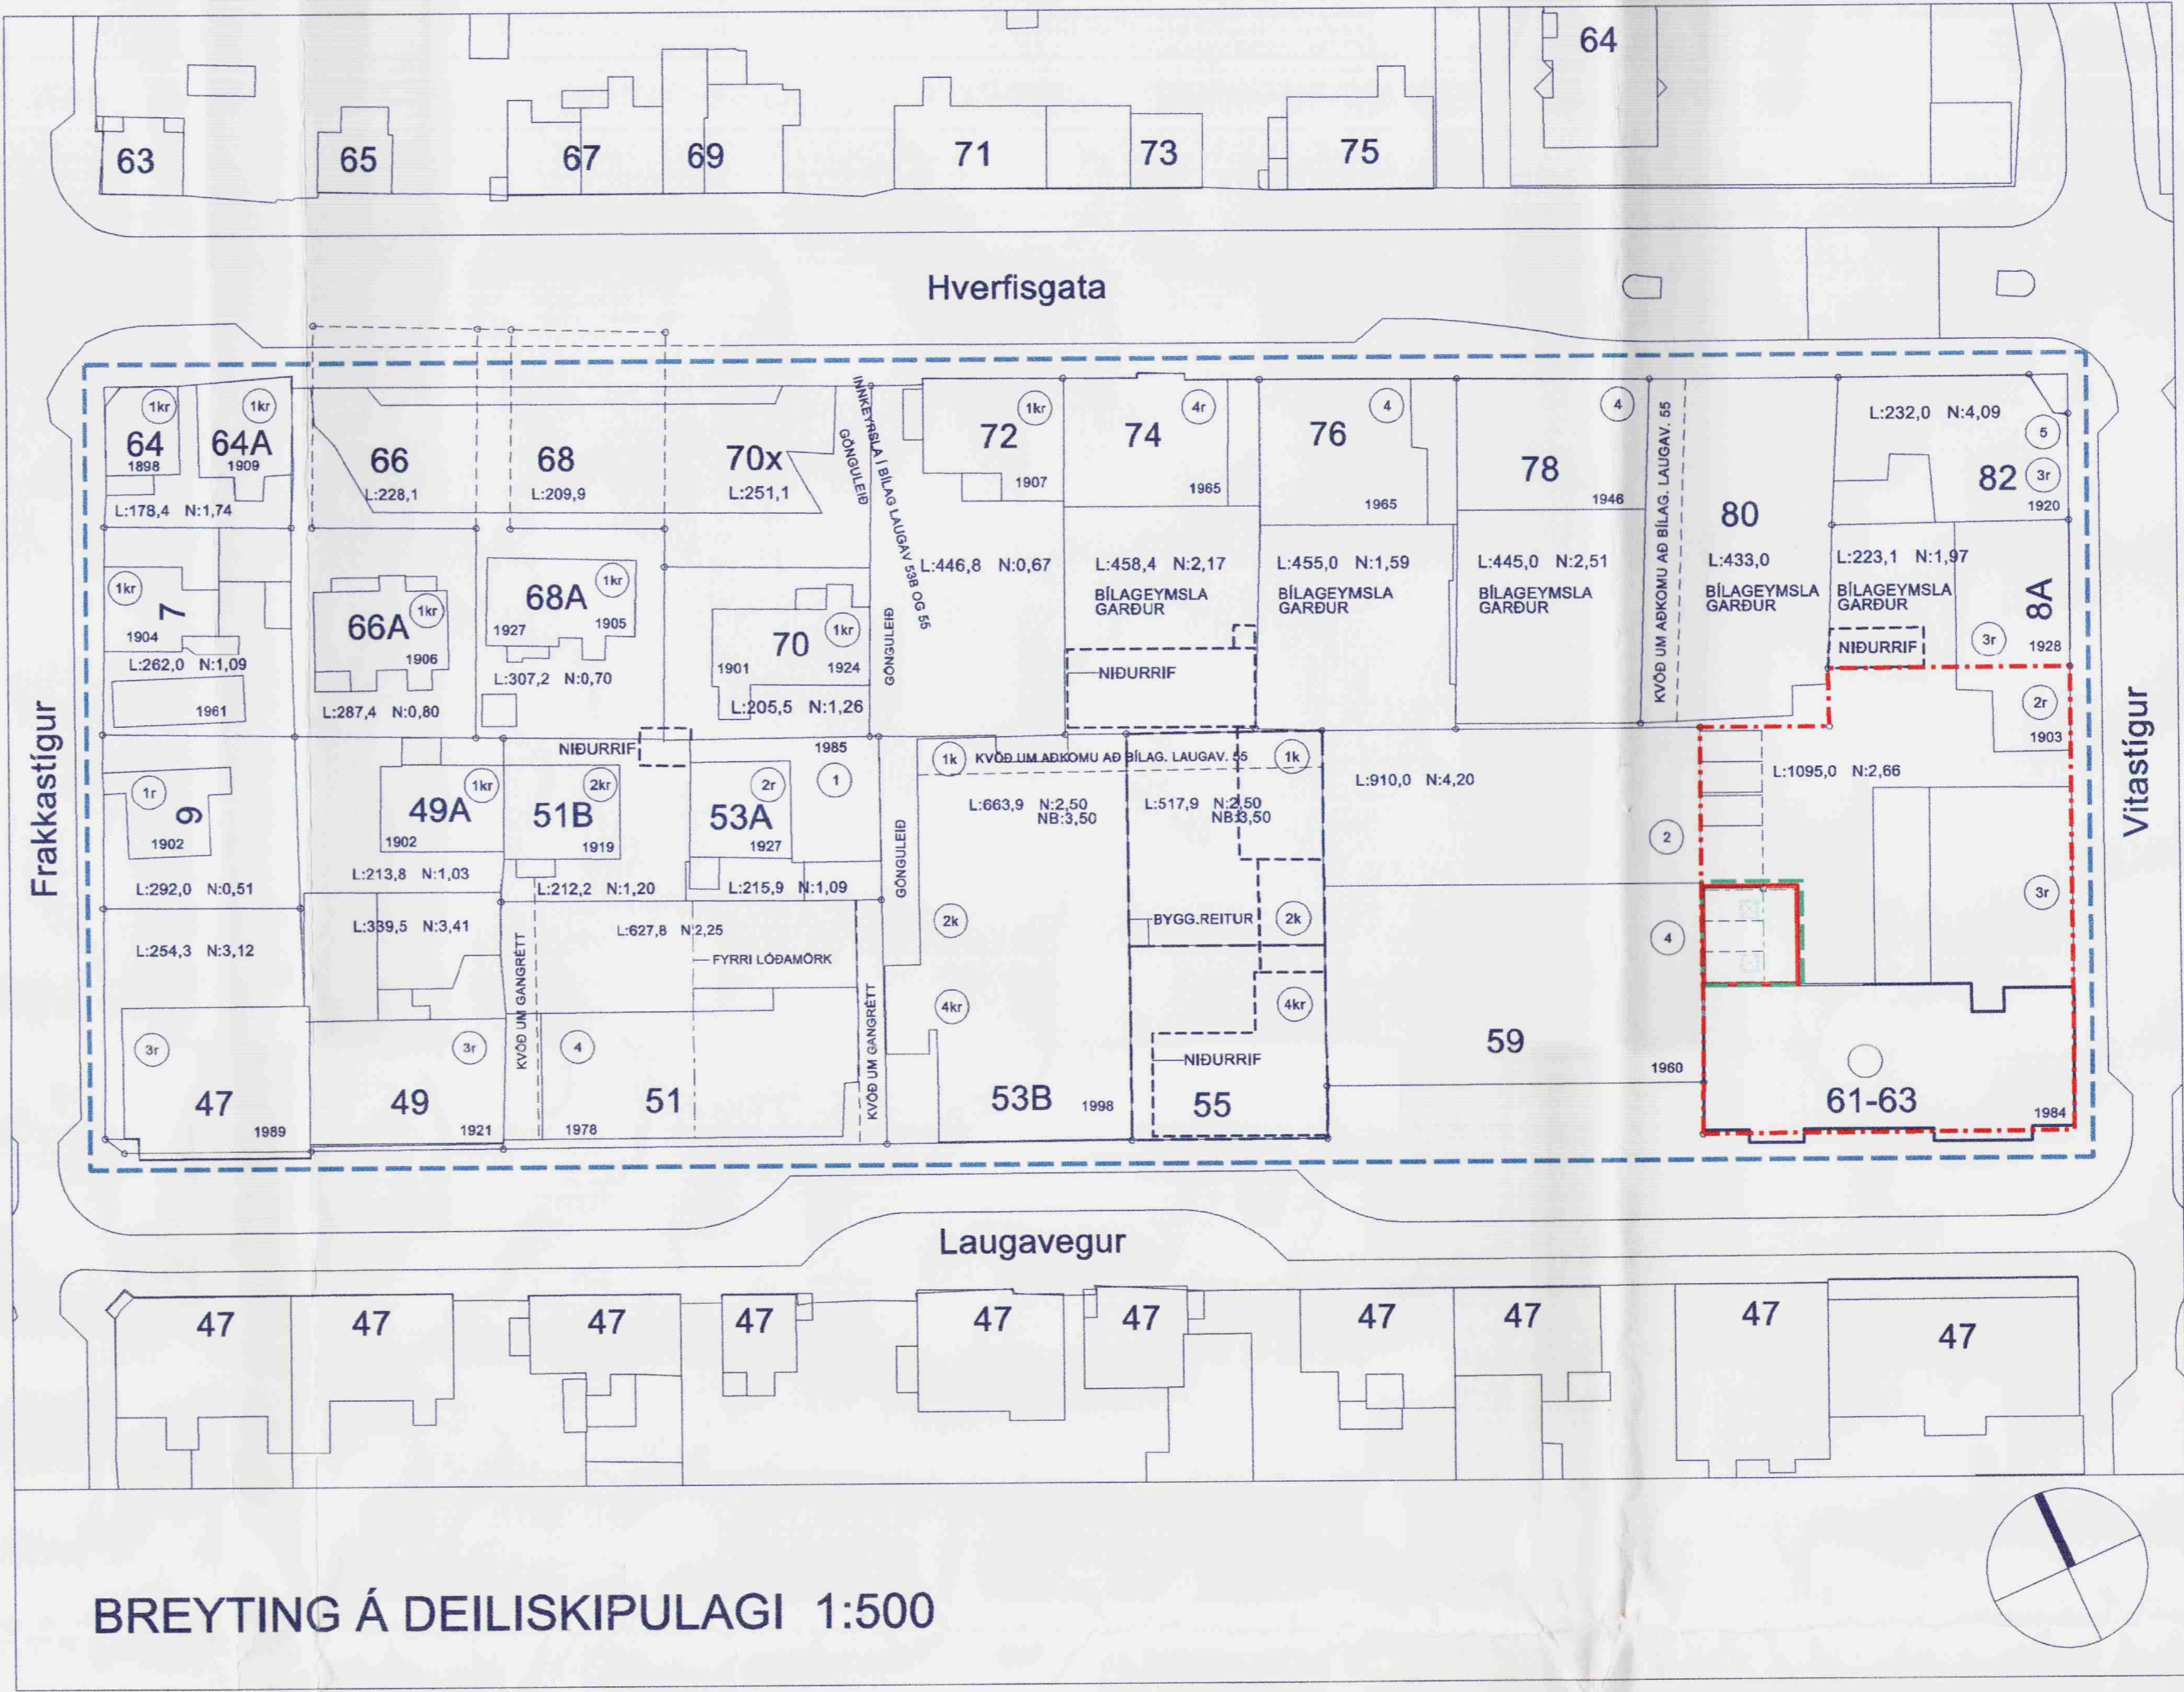 63
65
67
69
71
73
75
64
Hverfisgata
1kr
64
1898
1kr
64A
1909
L:178,4 N:1,74
66
L:228,1
68
L:209,9
70x
L:251,1
INNKEYRSLA Í BÍLAG LAUGAV 53B OG 55
GÖNGULEIÐ
1kr
72
1907
L:446,8 N:0,67
4r
74
1965
L:458,4 N:2,17
BÍLAGEYMSLA
GARÐUR
NIÐURRIF
4
76
1965
L:455,0 N:1,59
BÍLAGEYMSLA
GARÐUR
4
78
1946
L:445,0 N:2,51
BÍLAGEYMSLA
GARÐUR
KVÖÐ UM AÐKOMU AÐ BÍLAG. LAUGAV. 55
80
L:433,0
BÍLAGEYMSLA
GARÐUR
L:232,0 N:4,09
5
82
3r
1920
L:223,1 N:1,97
BÍLAGEYMSLA
GARÐUR
NIÐURRIF
8A
3r
1928
2r
1903
1kr
7
1904
L:262,0 N:1,09
1961
66A
1kr
1906
L:287,4 N:0,80
68A
1kr
1927
1905
L:307,2 N:0,70
70
1kr
1901
1924
L:205,5 N:1,26
GÖNGULEIÐ
Frakkastígur
Vitastígur
1r
9
1902
L:292,0 N:0,51
L:254,3 N:3,12
3r
47
1989
49A
1kr
1902
L:213,8 N:1,03
L:339,5 N:3,41
3r
49
1921
NIÐURRIF
2kr
51B
1919
L:212,2 N:1,20
2r
53A
1927
L:215,9 N:1,09
1985
1
L:627,8 N:2,25
FYRRI LÓÐAMÖRK
KVÖÐ UM GANGRÉTT
4
51
1978
KVÖÐ UM GANGRÉTT
GÖNGULEIÐ
1k
KVÖÐ UM AÐKOMU AÐ BÍLAG. LAUGAV. 55
1k
L:663,9 N:2,50
NB:3,50
2k
4kr
53B
1998
L:517,9 N:2,50
NB:3,50
BYGG.REITUR
2k
4kr
NIÐURRIF
55
L:910,0 N:4,20
2
4
59
1960
L:1095,0 N:2,66
3r
61-63
1984
Laugavegur
47
47
47
47
47
47
47
47
47
47
BREYTING Á DEILISKIPULAGI 1:500